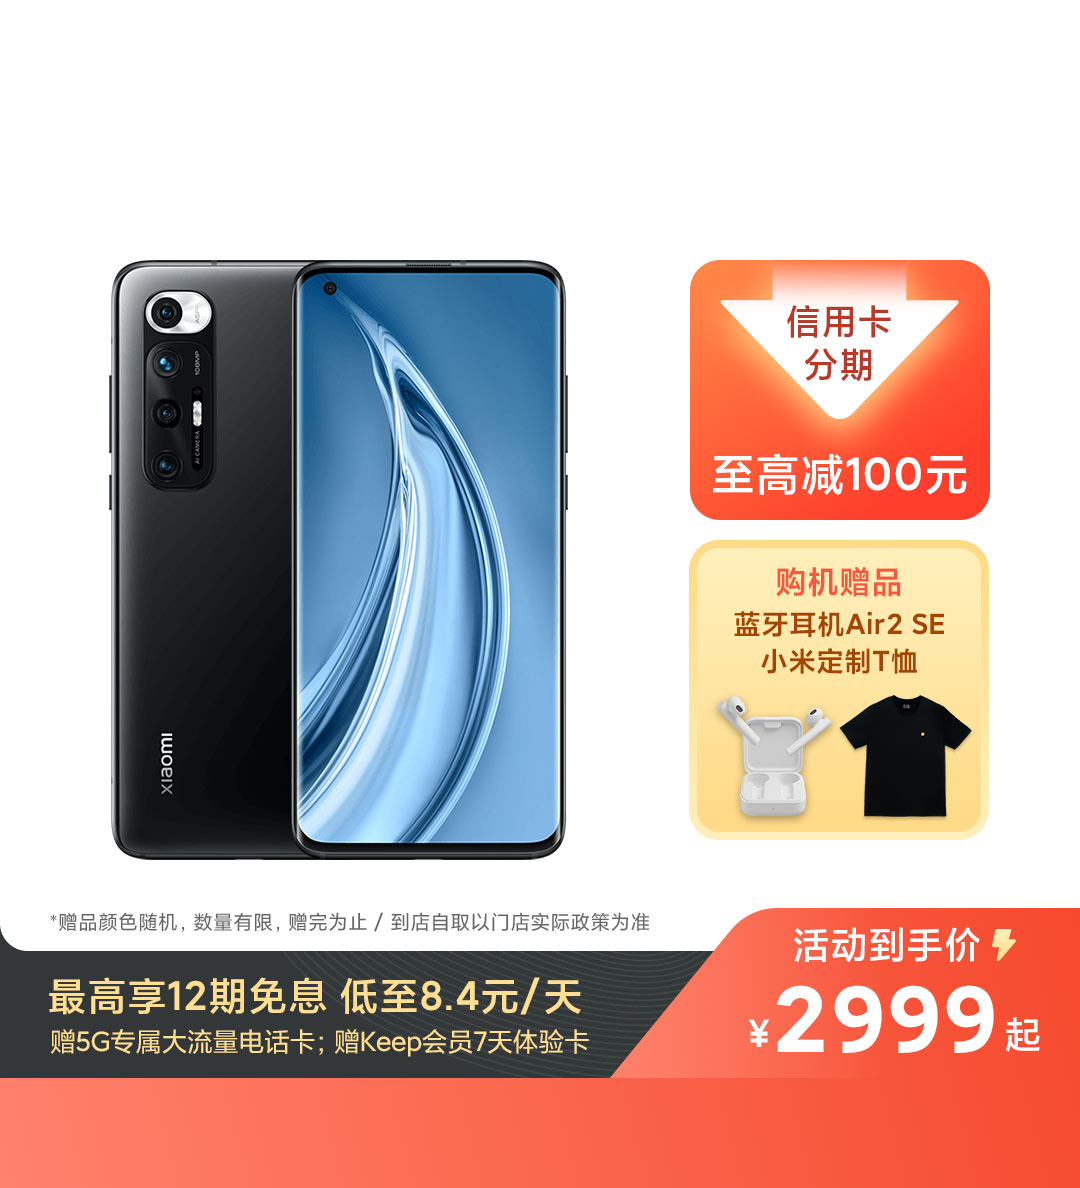 信用卡
分期
至高减100元
购机赠品
蓝牙耳机Air2 SE
小米定制T恤
108MP
AI CAMERA
xiaomi
*赠品颜色随机，数量有限，赠完为止 / 到店自取以门店实际政策为准
最高享12期免息 低至8.4元/天
赠5G专属大流量电话卡；赠Keep会员7天体验卡
活动到手价
¥2999起